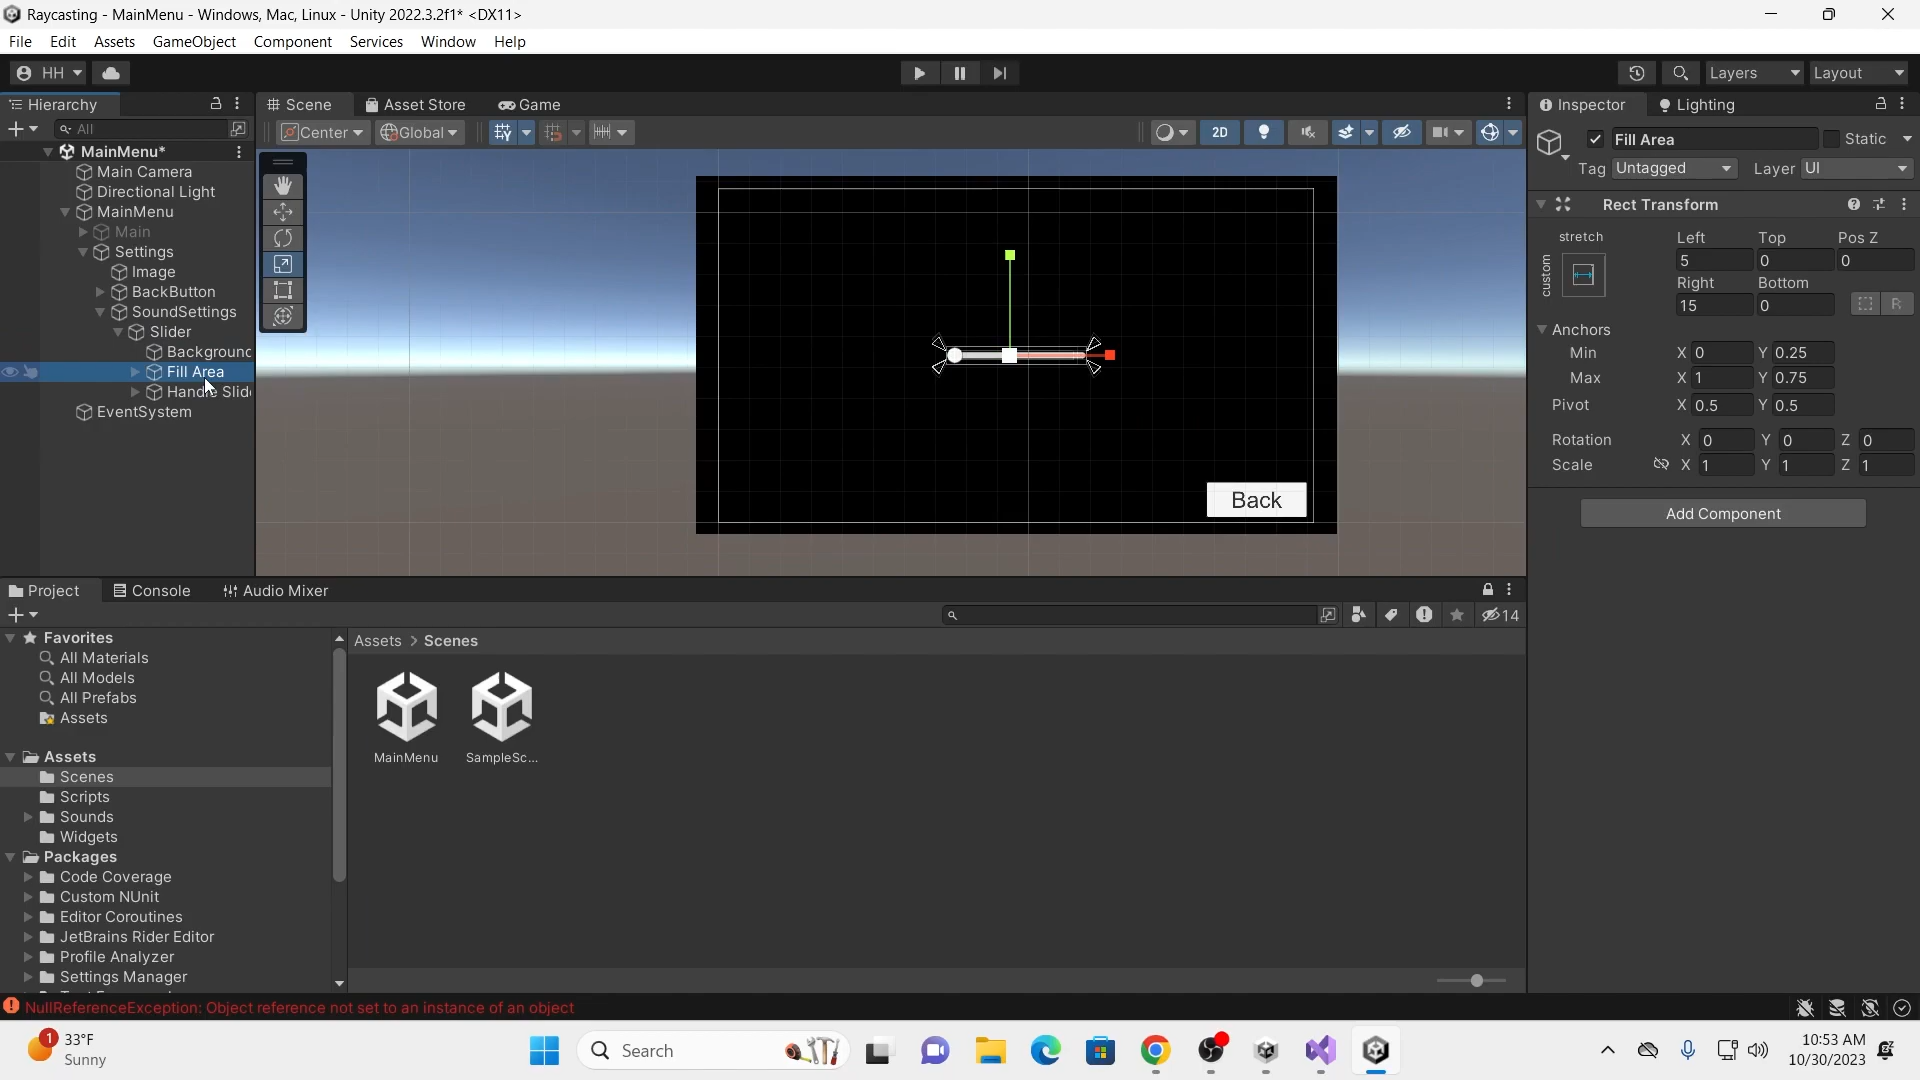 Raycasting - MainMenu - Windows, Mac, Linux - Unity 2022.3.2f1* <DX11>
File Edit Assets GameObject Component Services Window Help
HH Layers Layout
Hierarchy Scene Asset Store Game Inspector Lighting
All Center Global 2D Fill Area Static
Tag Untagged Layer UI
MainMenu*
Main Camera
Directional Light
MainMenu
Main
Settings
Image
BackButton
SoundSettings
Slider
Background
Fill Area
Handle Slid
EventSystem
Back
Rect Transform
stretch
custom
Left Top Pos Z
5 0 0
Right Bottom
15 0 R
Anchors
Min X 0 Y 0.25
Max X 1 Y 0.75
Pivot X 0.5 Y 0.5
Rotation X 0 Y 0 Z 0
Scale X 1 Y 1 Z 1
Add Component
Project Console Audio Mixer
14
Favorites
All Materials
All Models
All Prefabs
Assets
Assets
Scenes
Scripts
Sounds
Widgets
Packages
Code Coverage
Custom NUnit
Editor Coroutines
JetBrains Rider Editor
Profile Analyzer
Settings Manager
Assets > Scenes
MainMenu SampleSc...
NullReferenceException: Object reference not set to an instance of an object
1 33°F
Sunny
Search
10:53 AM
10/30/2023